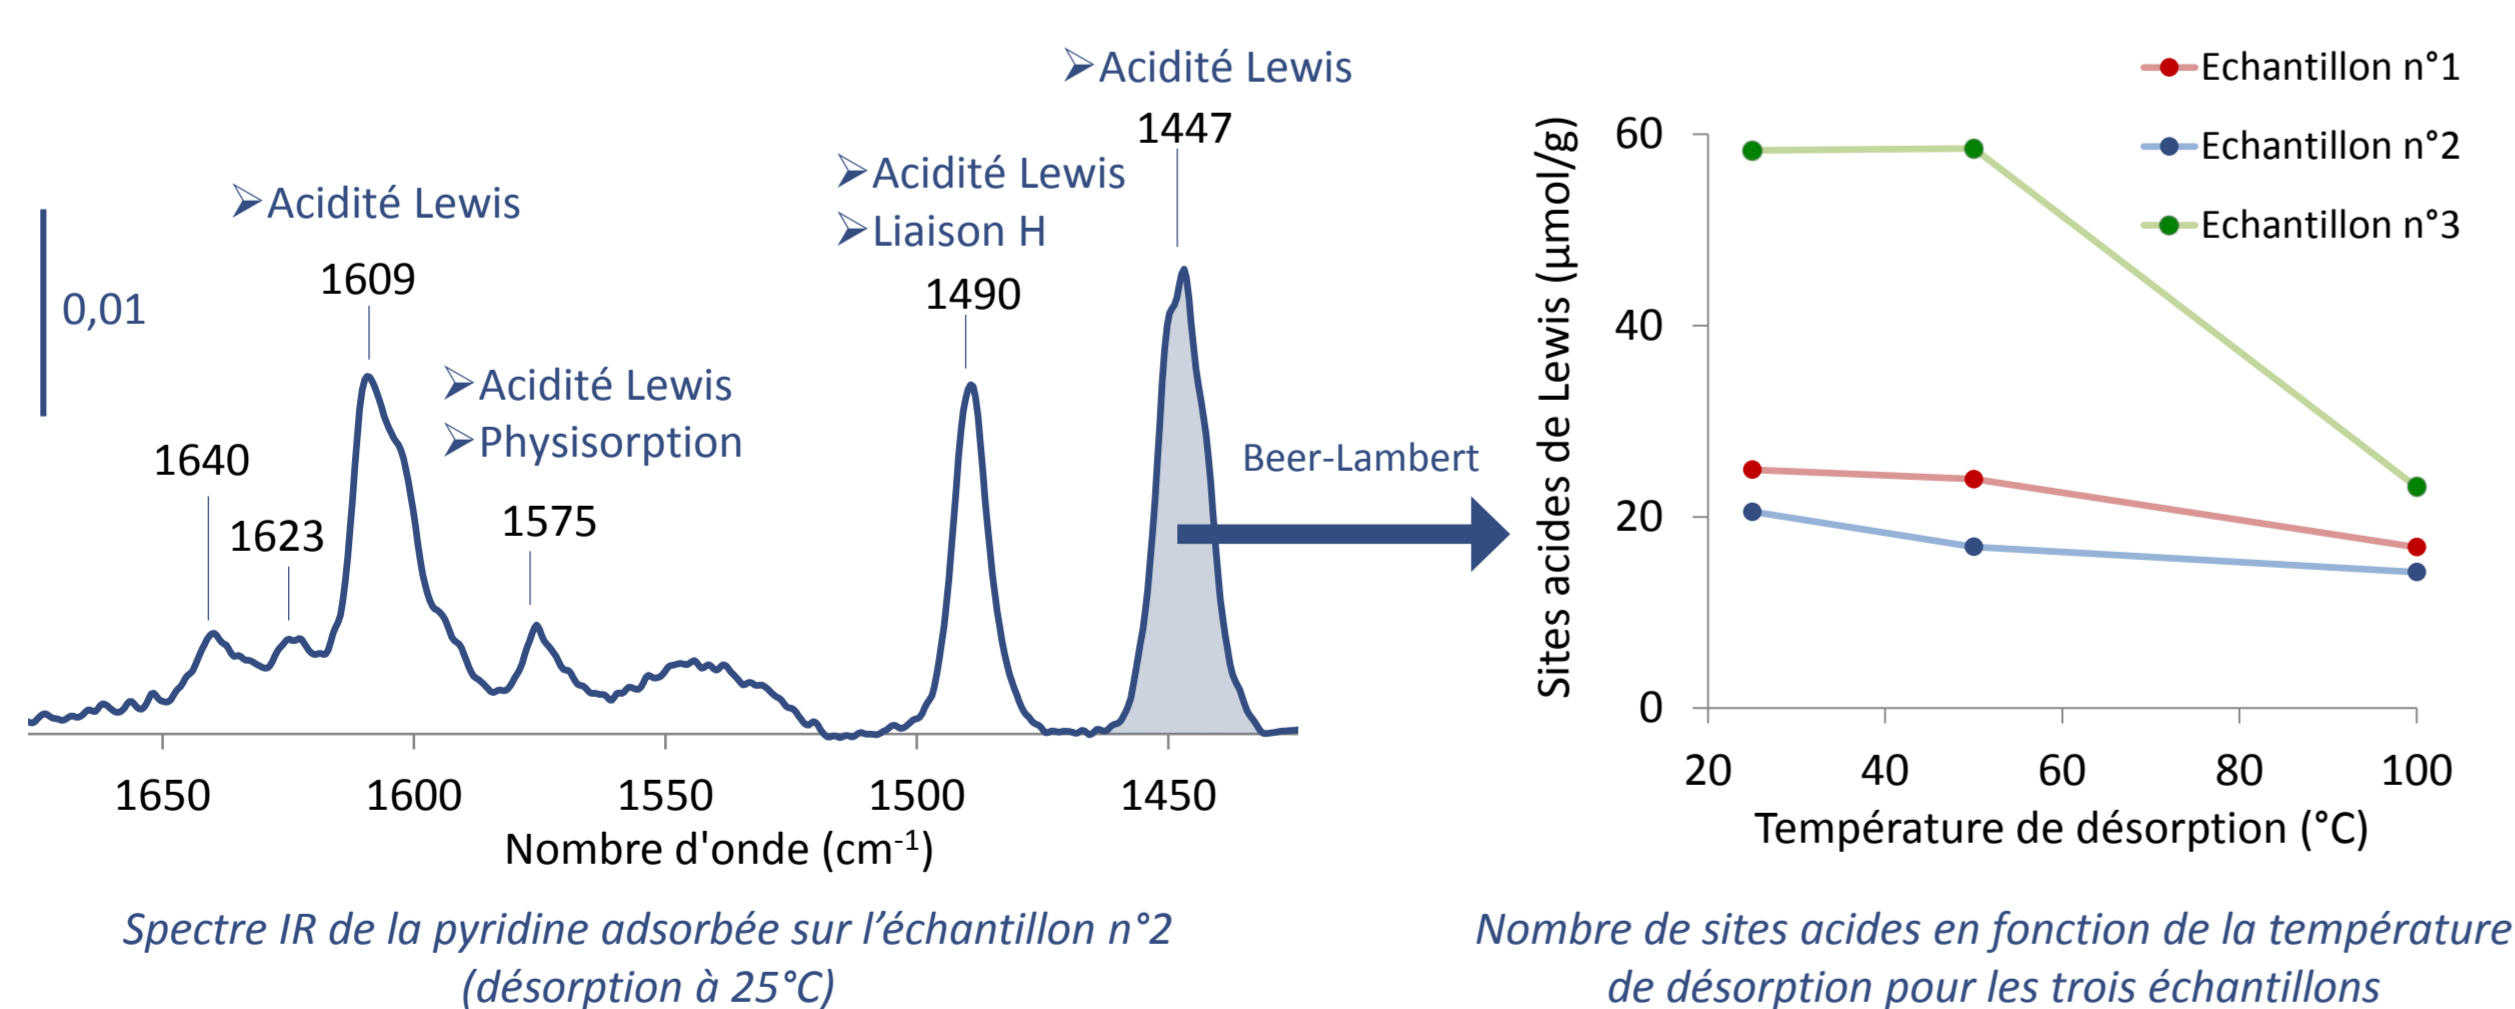 ➢Acidité Lewis
1447
➢Acidité Lewis
➢Liaison H
1490
➢Acidité Lewis
1609
➢Acidité Lewis
➢Physisorption
1575
1640
1623
0,01
1650 1600 1550 1500 1450
Nombre d'onde (cm-1)
Spectre IR de la pyridine adsorbée sur l’échantillon n°2
(désorption à 25°C)
Beer-Lambert
Echantillon n°1
Echantillon n°2
Echantillon n°3
Sites acides de Lewis (µmol/g)
60
40
20
0
20 40 60 80 100
Température de désorption (°C)
Nombre de sites acides en fonction de la température
de désorption pour les trois échantillons